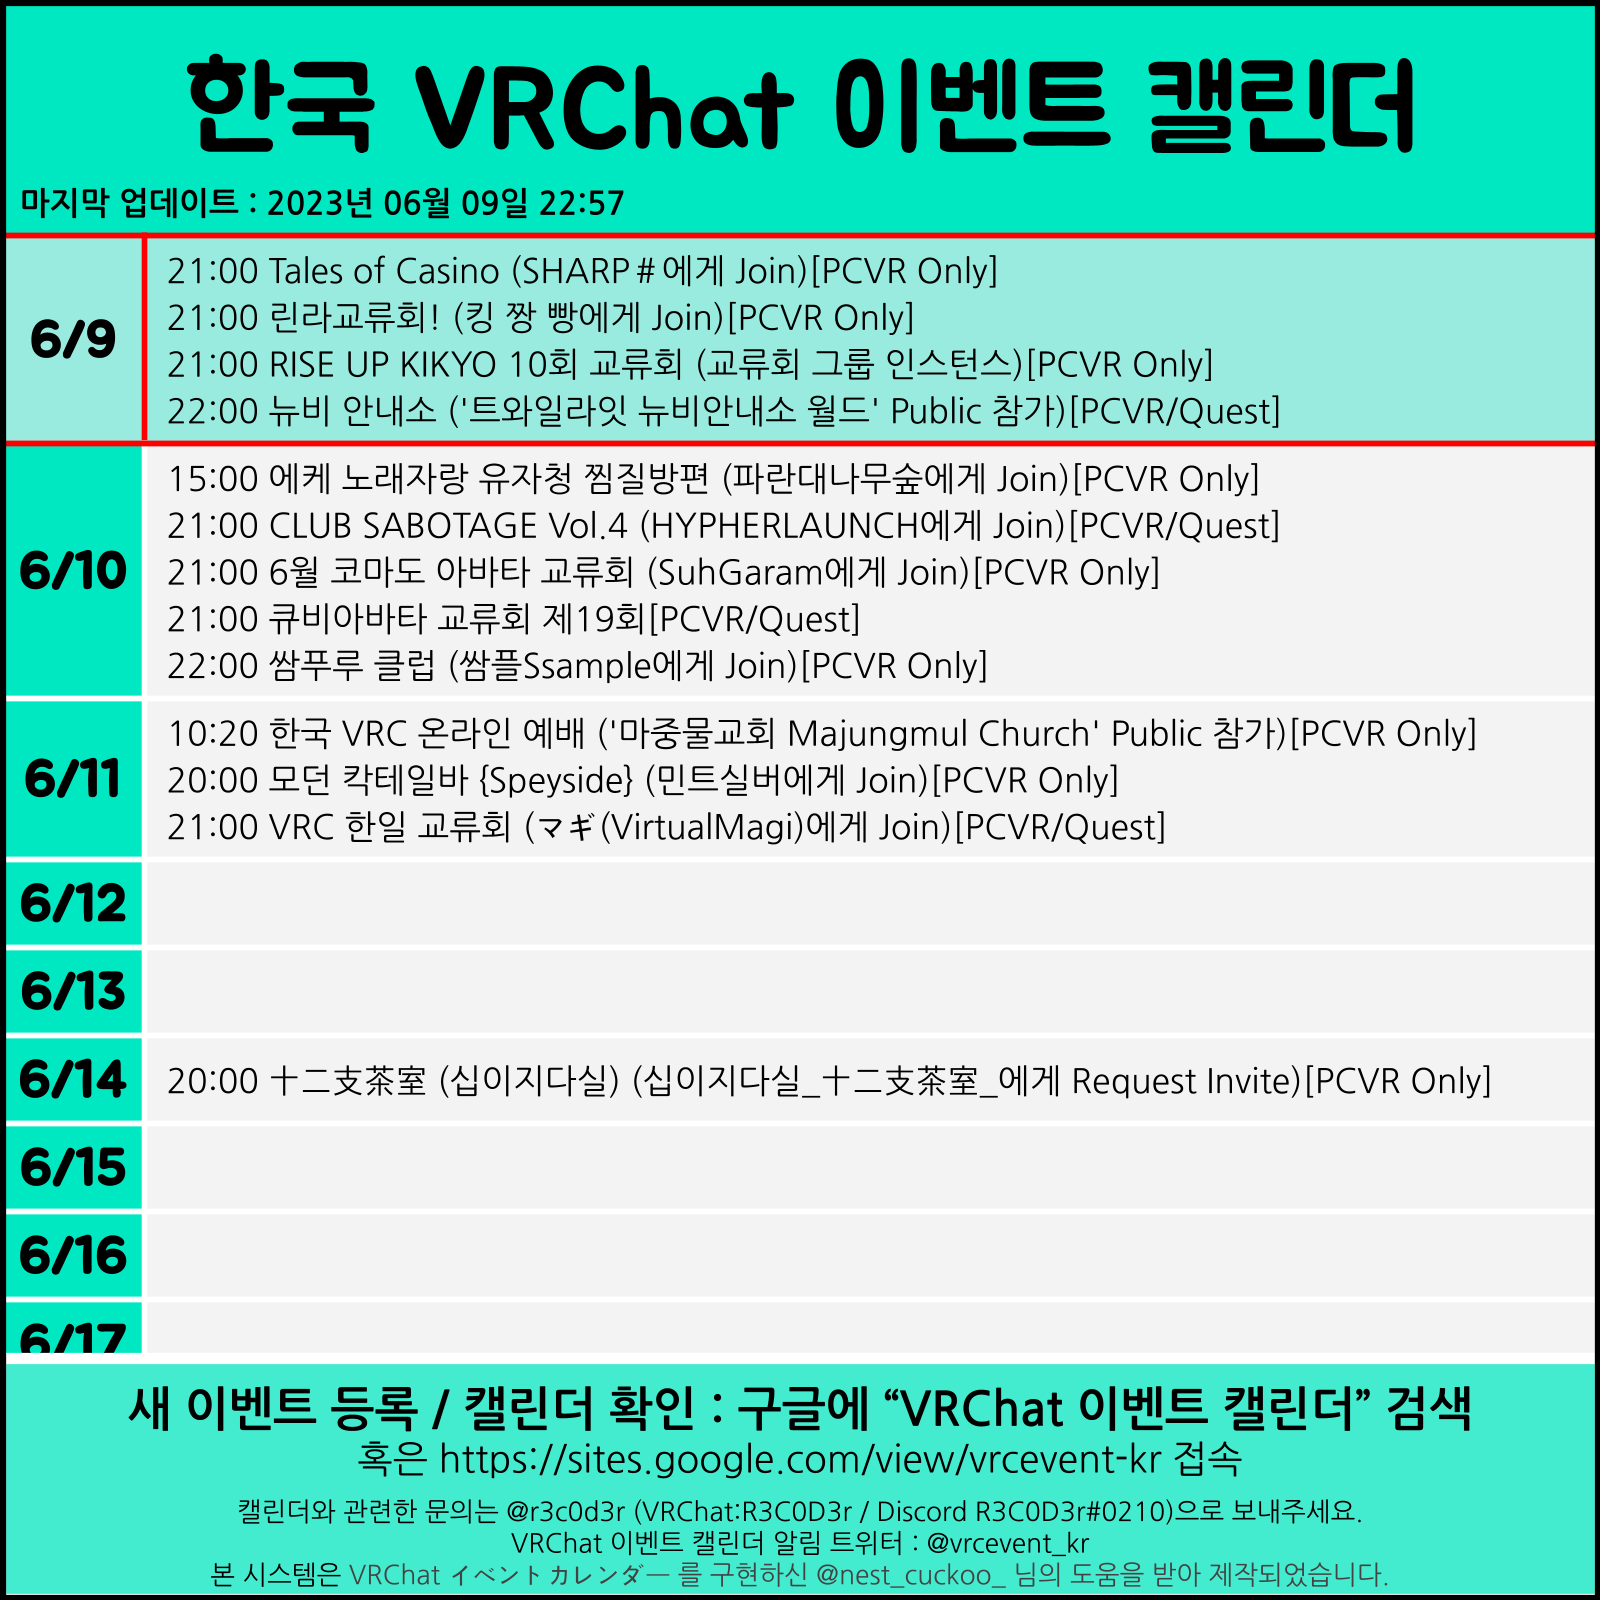 한국 VRChat 이벤트 캘린더
마지막 업데이트 : 2023년 06월 09일 22:57
6/9
21:00 Tales of Casino (SHARP＃에게 Join)[PCVR Only]
21:00 린라교류회! (킹 짱 빵에게 Join)[PCVR Only]
21:00 RISE UP KIKYO 10회 교류회 (교류회 그룹 인스턴스)[PCVR Only]
22:00 뉴비 안내소 ('트와일라잇 뉴비안내소 월드' Public 참가)[PCVR/Quest]
6/10
15:00 에케 노래자랑 유자청 찜질방편 (파란대나무숲에게 Join)[PCVR Only]
21:00 CLUB SABOTAGE Vol.4 (HYPHERLAUNCH에게 Join)[PCVR/Quest]
21:00 6월 코마도 아바타 교류회 (SuhGaram에게 Join)[PCVR Only]
21:00 큐비아바타 교류회 제19회[PCVR/Quest]
22:00 쌈푸루 클럽 (쌈플Ssample에게 Join)[PCVR Only]
6/11
10:20 한국 VRC 온라인 예배 ('마중물교회 Majungmul Church' Public 참가)[PCVR Only]
20:00 모던 칵테일바 {Speyside} (민트실버에게 Join)[PCVR Only]
21:00 VRC 한일 교류회 (マギ(VirtualMagi)에게 Join)[PCVR/Quest]
6/12
6/13
6/14
20:00 十二支茶室 (십이지다실) (십이지다실_十二支茶室_에게 Request Invite)[PCVR Only]
6/15
6/16
6/17
새 이벤트 등록 / 캘린더 확인 : 구글에 “VRChat 이벤트 캘린더” 검색
혹은 https://sites.google.com/view/vrcevent-kr 접속
캘린더와 관련한 문의는 @r3c0d3r (VRChat:R3C0D3r / Discord R3C0D3r#0210)으로 보내주세요.
VRChat 이벤트 캘린더 알림 트위터 : @vrcevent_kr
본 시스템은 VRChat イベントカレンダー 를 구현하신 @nest_cuckoo_ 님의 도움을 받아 제작되었습니다.